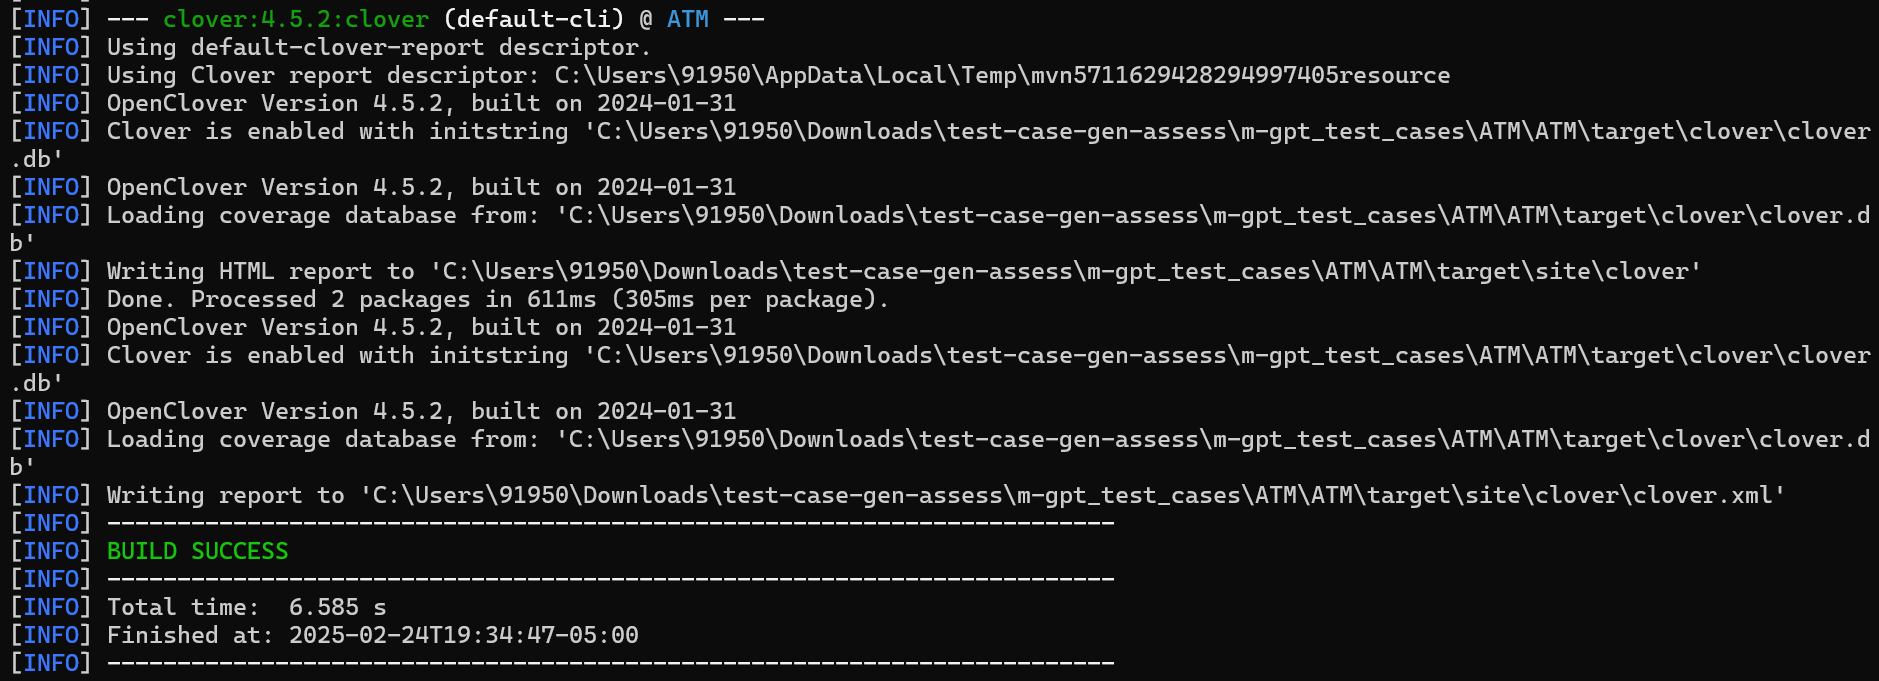 [INFO] --- clover:4.5.2:clover (default-cli) @ ATM ---
[INFO] Using default-clover-report descriptor.
[INFO] Using Clover report descriptor: C:\Users\91950\AppData\Local\Temp\mvn5711629428294997405resource
[INFO] OpenClover Version 4.5.2, built on 2024-01-31
[INFO] Clover is enabled with initstring 'C:\Users\91950\Downloads\test-case-gen-assess\m-gpt_test_cases\ATM\ATM\target\clover\clover
.db'
[INFO] OpenClover Version 4.5.2, built on 2024-01-31
[INFO] Loading coverage database from: 'C:\Users\91950\Downloads\test-case-gen-assess\m-gpt_test_cases\ATM\ATM\target\clover\clover.d
b'
[INFO] Writing HTML report to 'C:\Users\91950\Downloads\test-case-gen-assess\m-gpt_test_cases\ATM\ATM\target\site\clover'
[INFO] Done. Processed 2 packages in 611ms (305ms per package).
[INFO] OpenClover Version 4.5.2, built on 2024-01-31
[INFO] Clover is enabled with initstring 'C:\Users\91950\Downloads\test-case-gen-assess\m-gpt_test_cases\ATM\ATM\target\clover\clover
.db'
[INFO] OpenClover Version 4.5.2, built on 2024-01-31
[INFO] Loading coverage database from: 'C:\Users\91950\Downloads\test-case-gen-assess\m-gpt_test_cases\ATM\ATM\target\clover\clover.d
b'
[INFO] Writing report to 'C:\Users\91950\Downloads\test-case-gen-assess\m-gpt_test_cases\ATM\ATM\target\site\clover\clover.xml'
[INFO] ------------------------------------------------------------------------
[INFO] BUILD SUCCESS
[INFO] ------------------------------------------------------------------------
[INFO] Total time:  6.585 s
[INFO] Finished at: 2025-02-24T19:34:47-05:00
[INFO] ------------------------------------------------------------------------